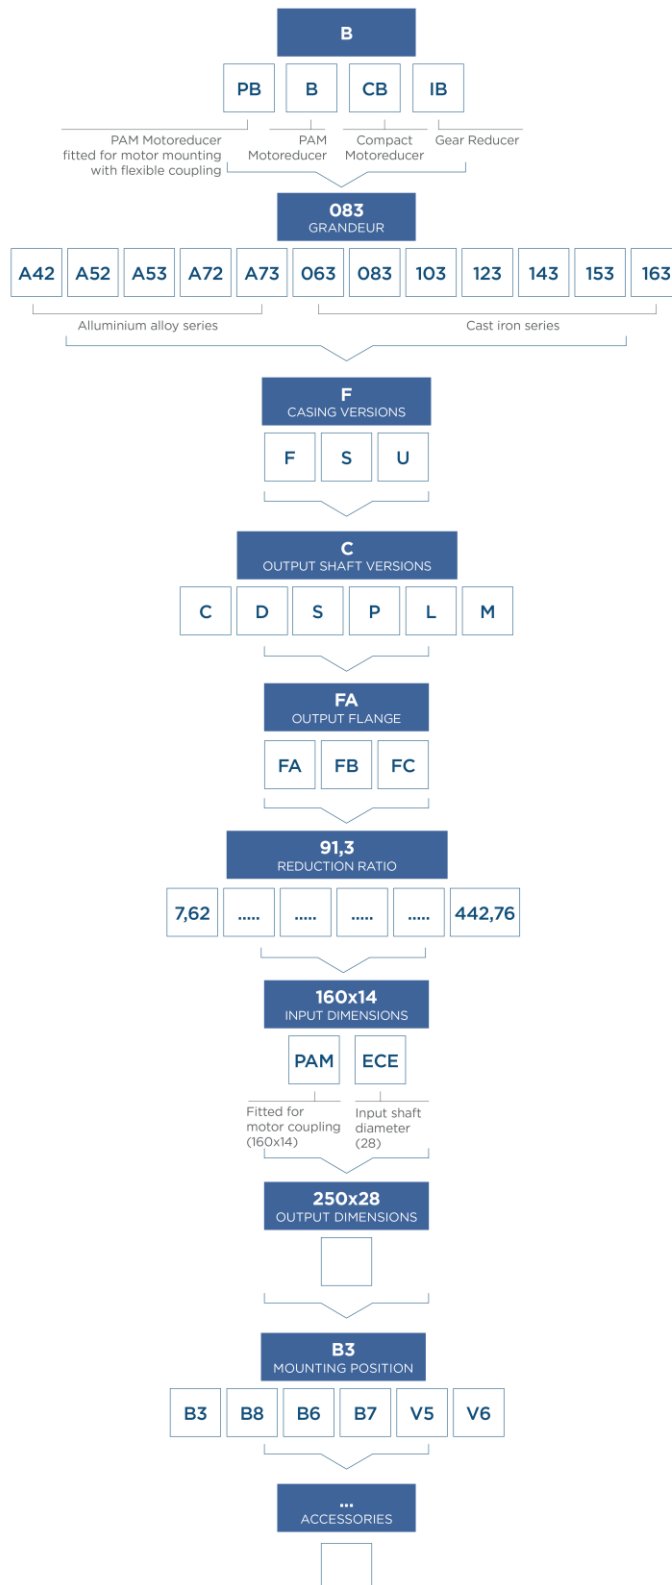 B
PB B CB IB
PAM Motoreducer
fitted for motor mounting
with flexible coupling
PAM
Motoreducer
Compact
Motoreducer
Gear Reducer
083
GRANDEUR
A42 A52 A53 A72 A73 063 083 103 123 143 153 163
Alluminium alloy series
Cast iron series
F
CASING VERSIONS
F S U
C
OUTPUT SHAFT VERSIONS
C D S P L M
FA
OUTPUT FLANGE
FA FB FC
91,3
REDUCTION RATIO
7,62 ..... ..... ..... ..... 442,76
160x14
INPUT DIMENSIONS
PAM ECE
Fitted for
motor coupling
(160x14)
Input shaft
diameter
(28)
250x28
OUTPUT DIMENSIONS
B3
MOUNTING POSITION
B3 B8 B6 B7 V5 V6
...
ACCESSORIES